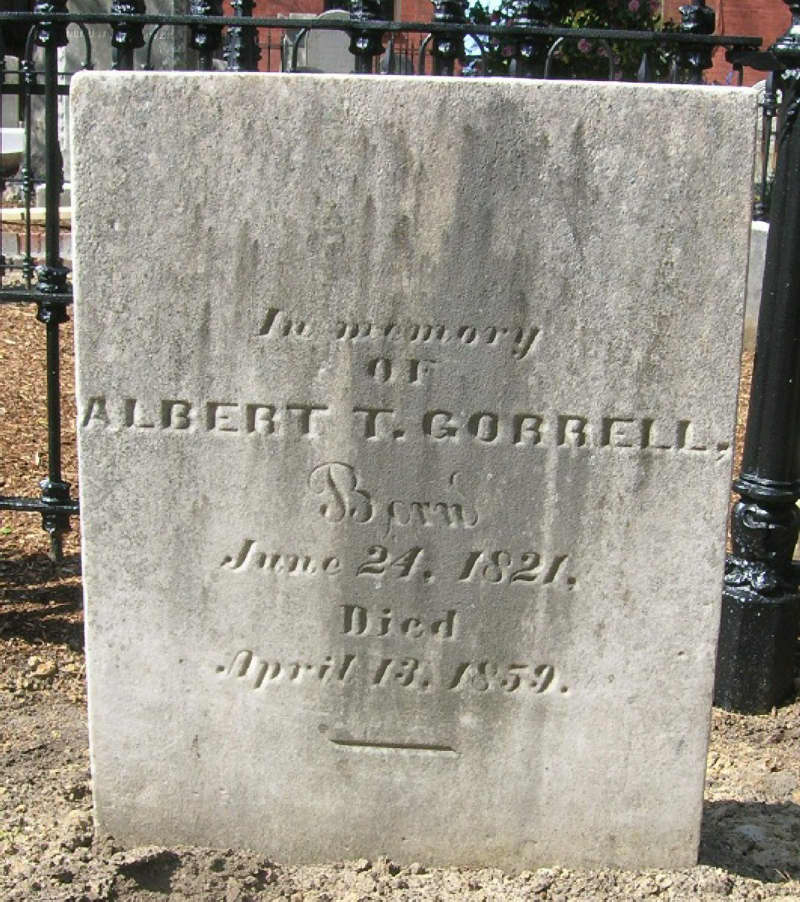 In memory
OF
ALBERT T. GORRELL,
Born
June 24, 1821,
Died
April 13, 1859.